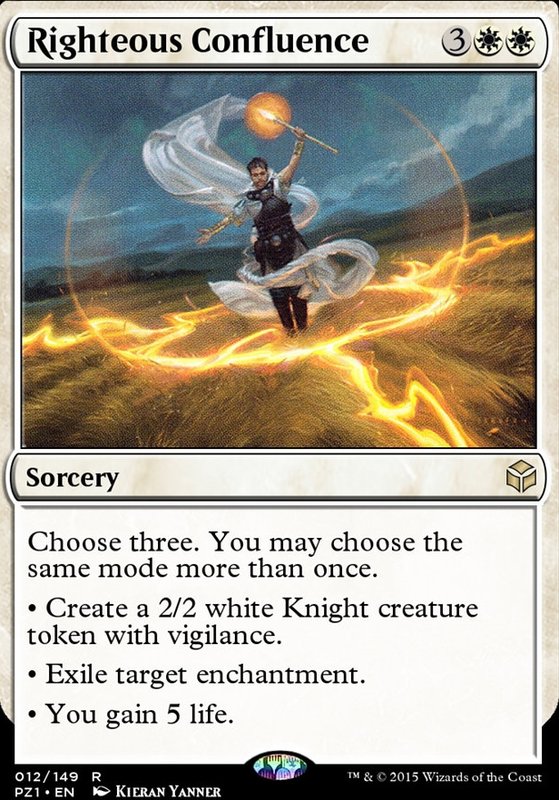 Righteous Confluence 3
Sorcery
Choose three. You may choose the
same mode more than once.
• Create a 2/2 white Knight creature
token with vigilance.
• Exile target enchantment.
• You gain 5 life.
012/149 R
PZ1 • EN KIERAN YANNER
™ & © 2015 Wizards of the Coast